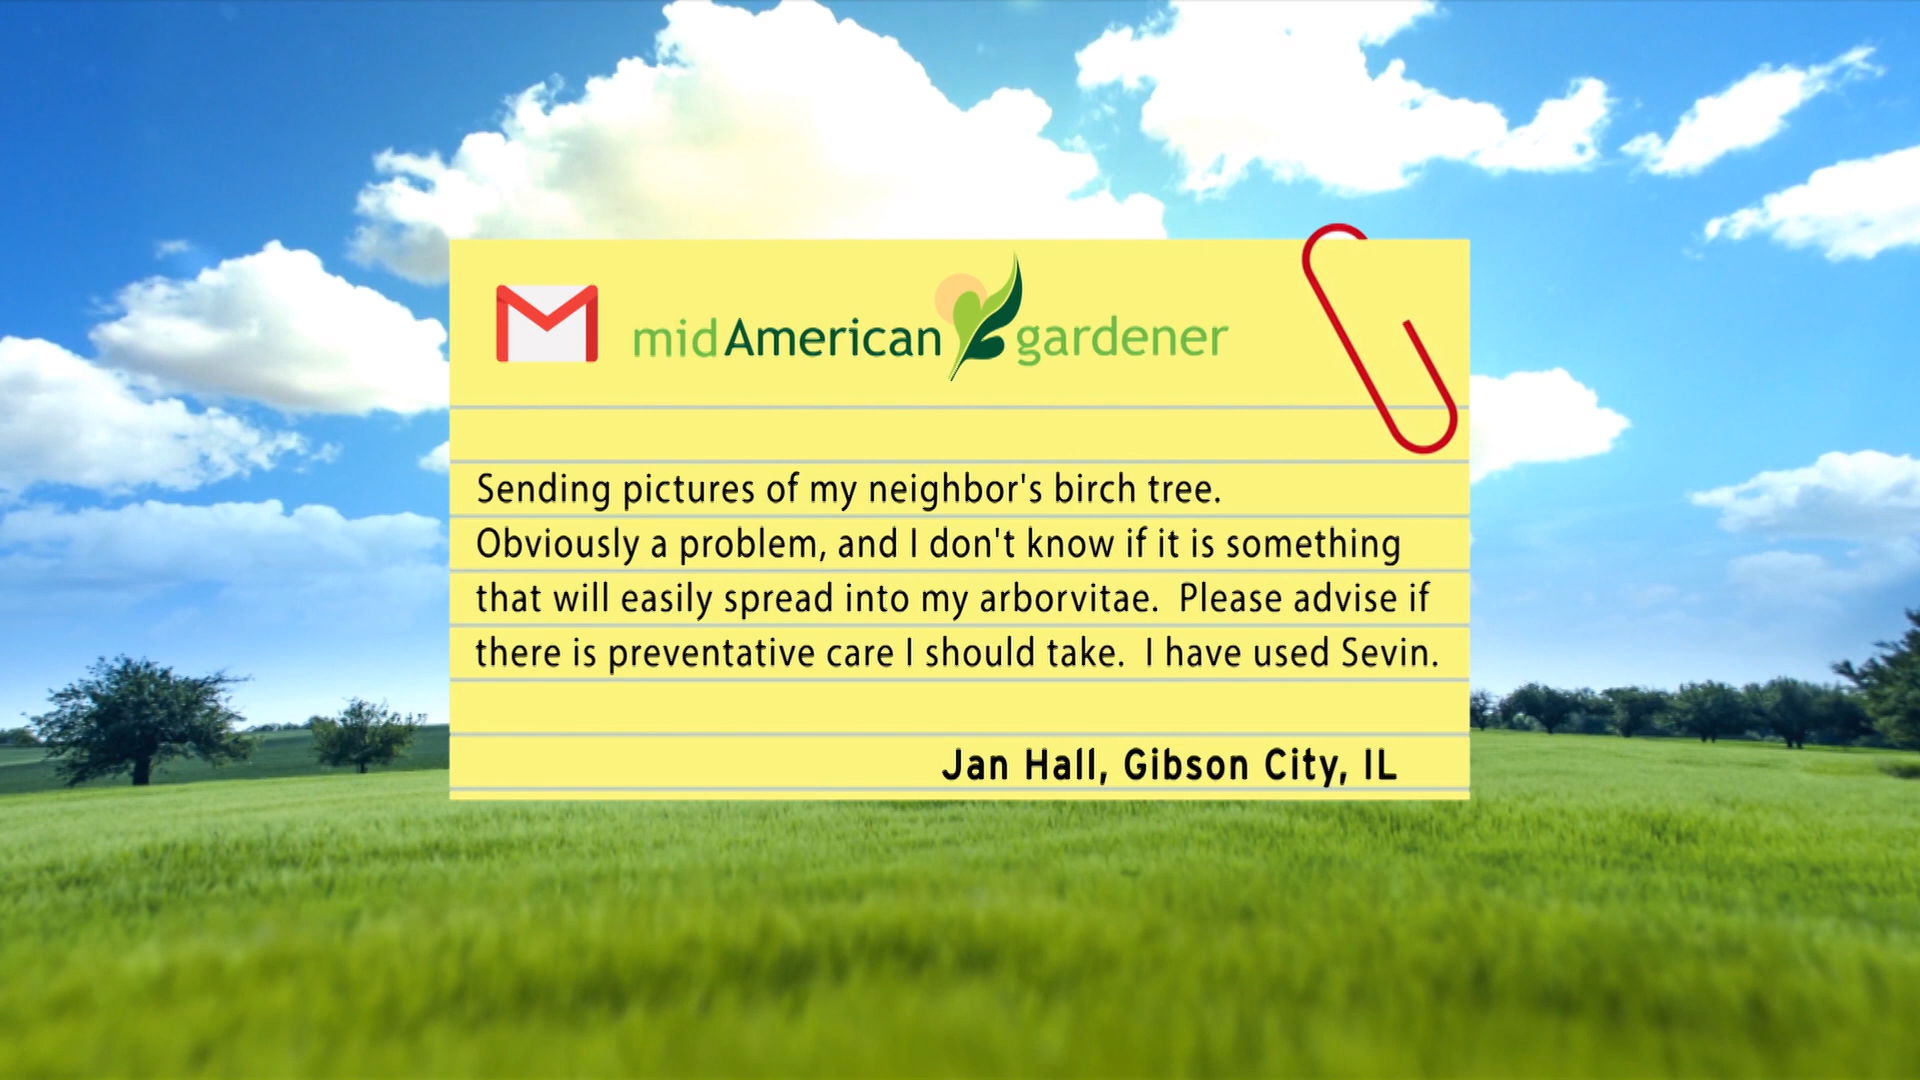 midAmerican gardener
Sending pictures of my neighbor's birch tree.
Obviously a problem, and I don't know if it is something
that will easily spread into my arborvitae.  Please advise if
there is preventative care I should take.  I have used Sevin.
Jan Hall, Gibson City, IL